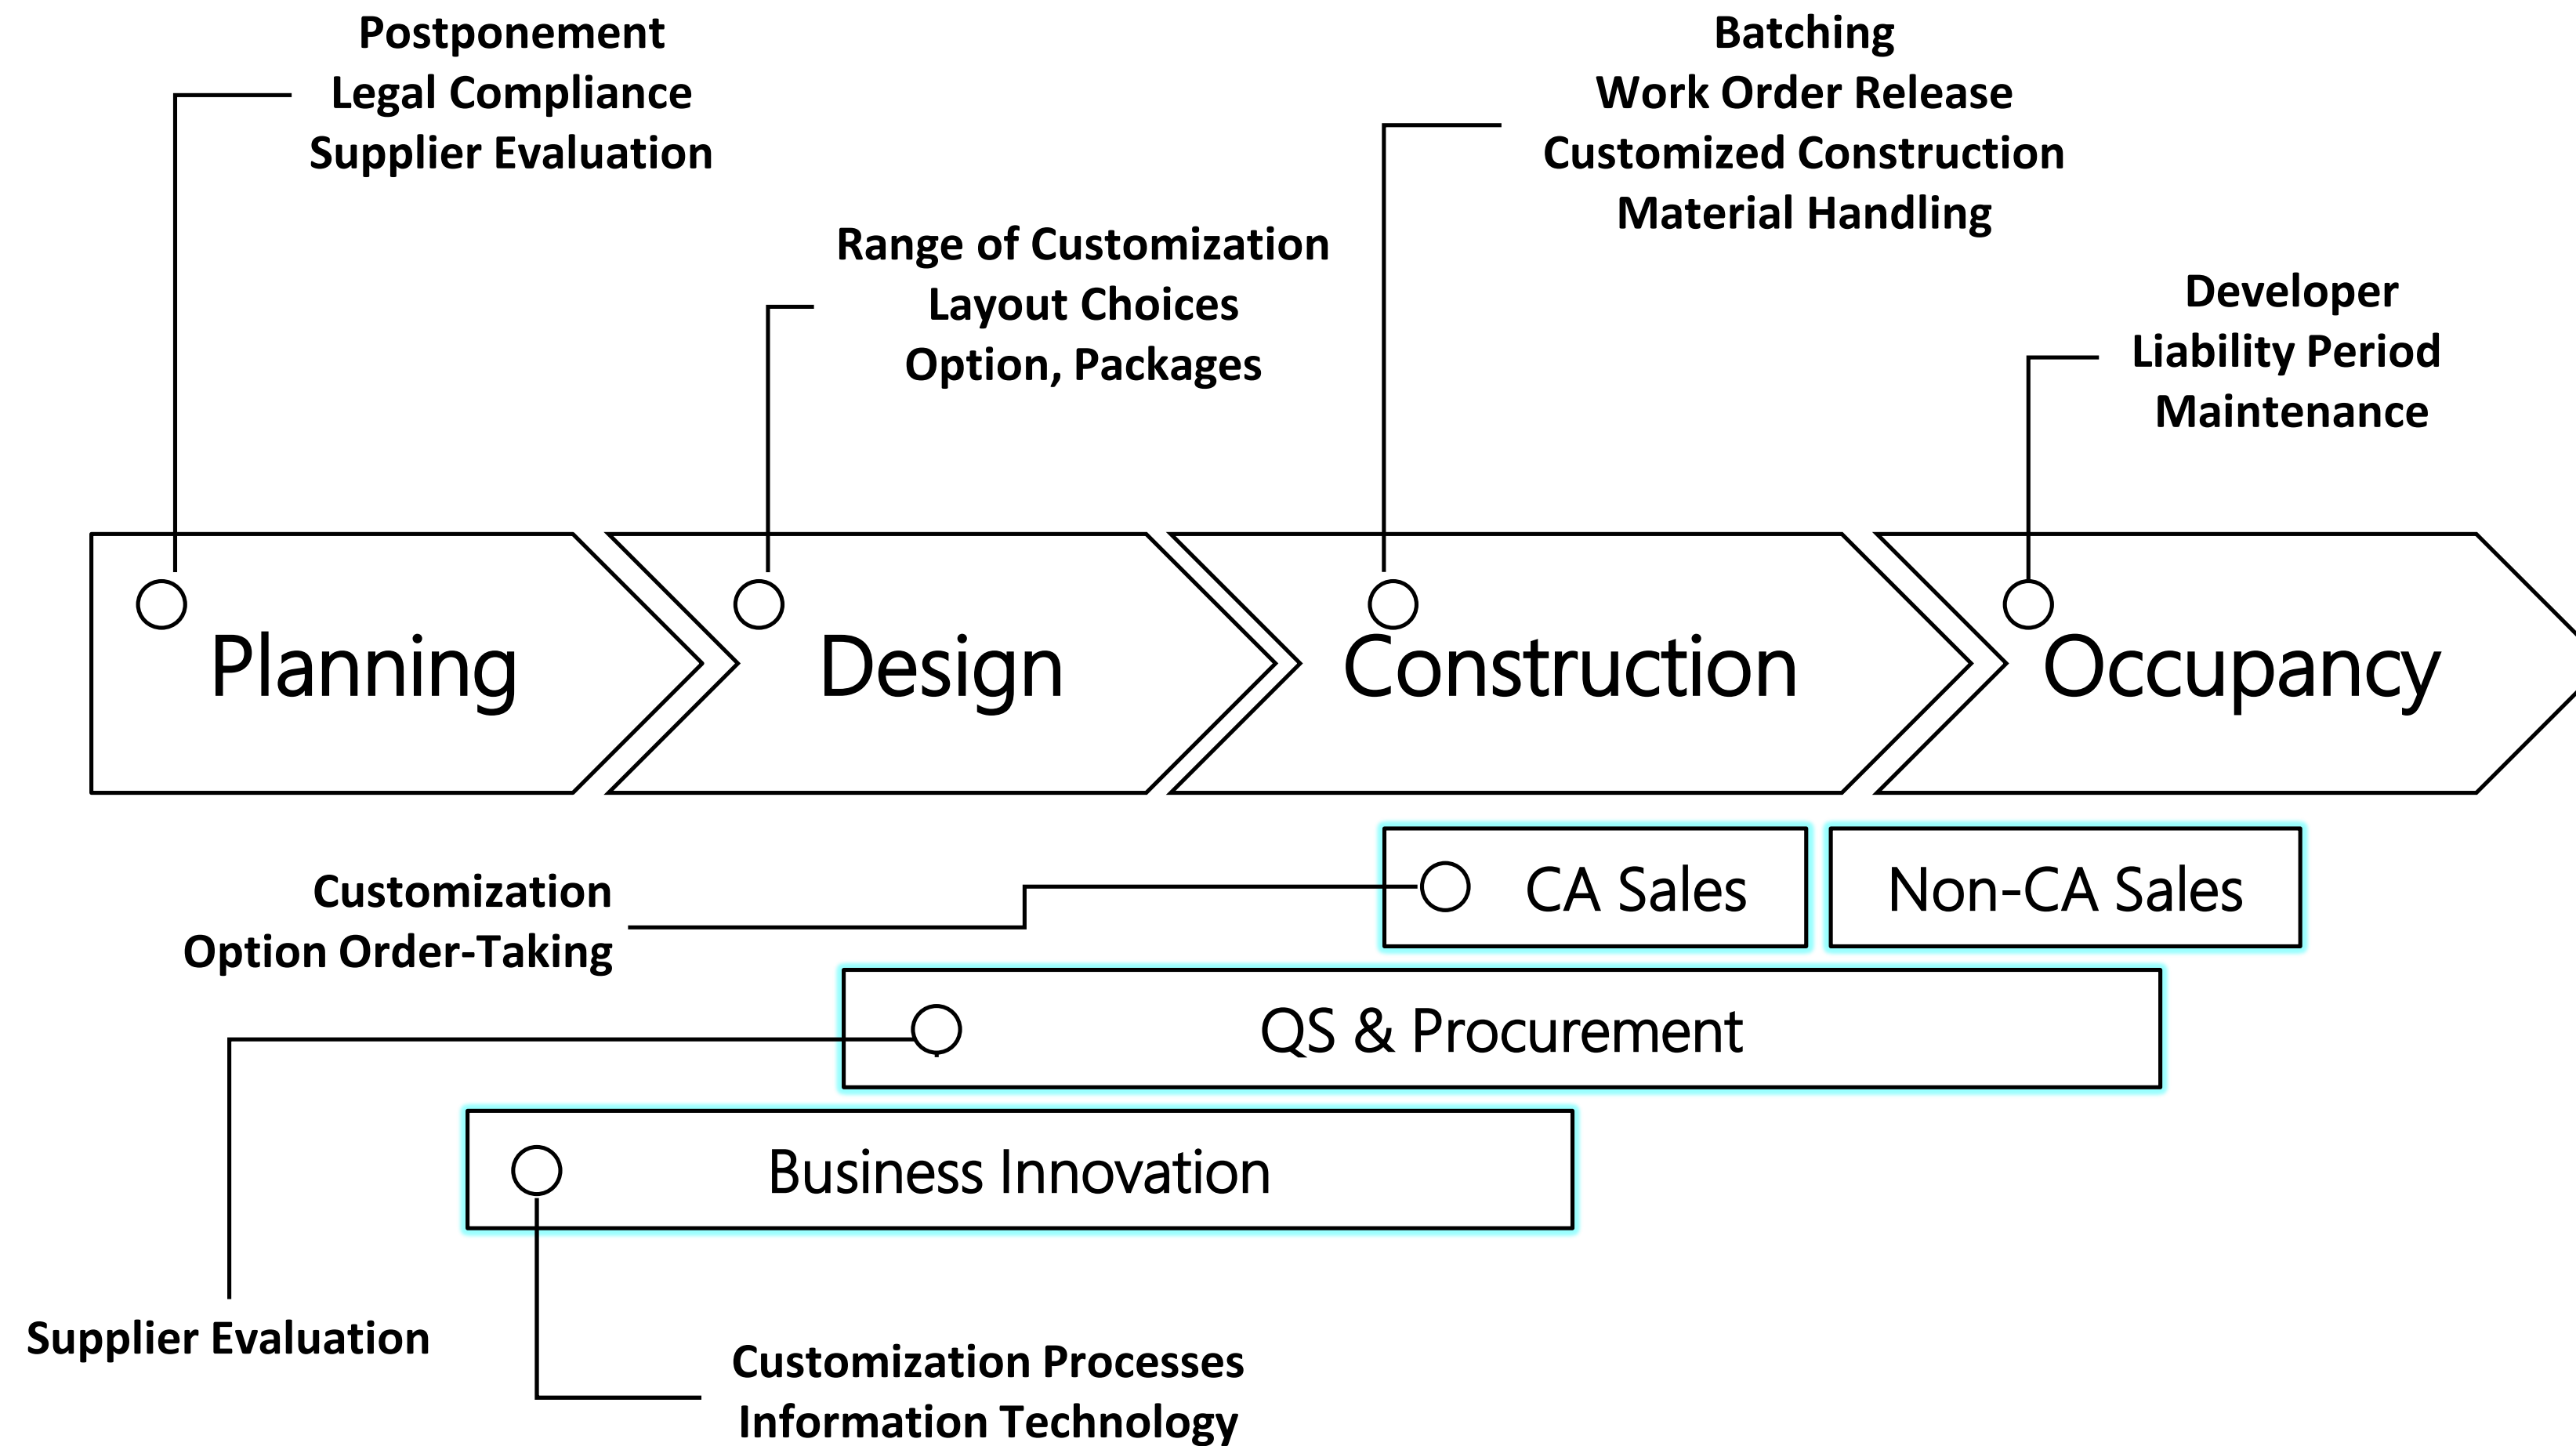 Postponement
Legal Compliance
Supplier Evaluation
Batching
Work Order Release
Customized Construction
Material Handling
Range of Customization
Layout Choices
Option, Packages
Developer
Liability Period
Maintenance
Planning
Design
Construction
Occupancy
CA Sales
Non-CA Sales
Customization
Option Order-Taking
QS & Procurement
Business Innovation
Supplier Evaluation
Customization Processes
Information Technology